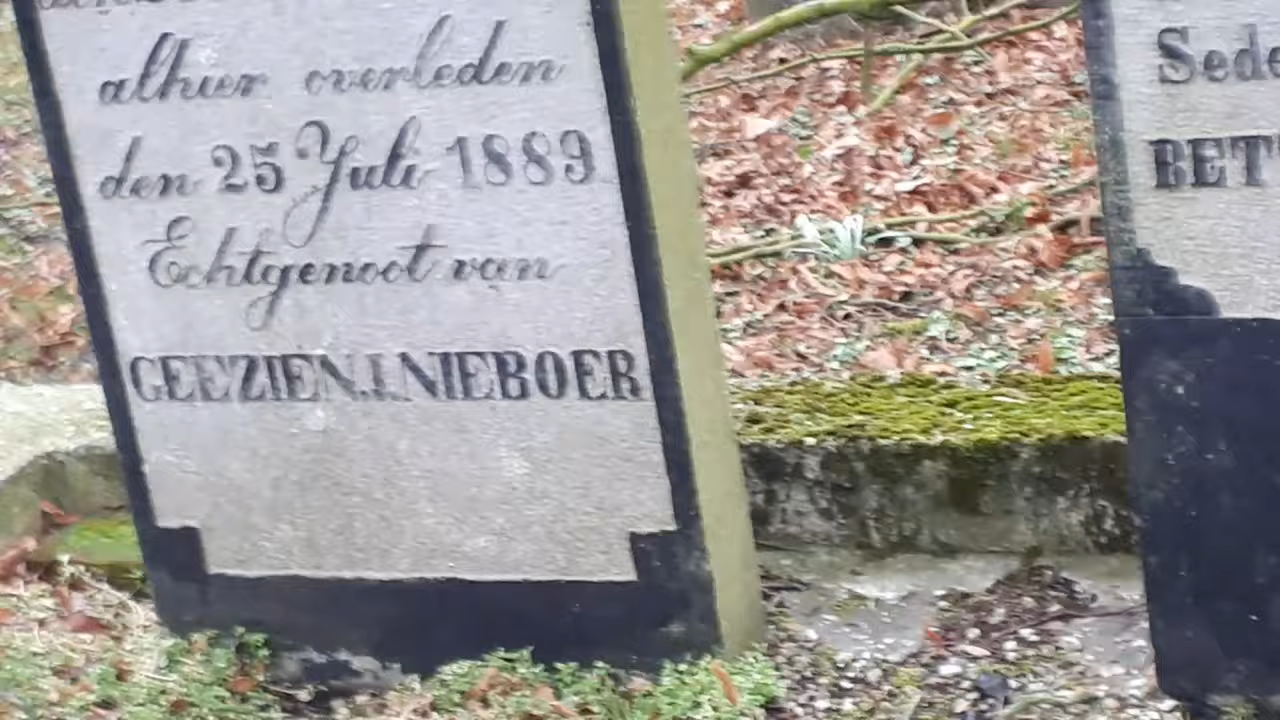 alhier overleden
den 25 Juli 1889
Echtgenoot van
GEEZIEN.J.NIEBOER
Sede
BET